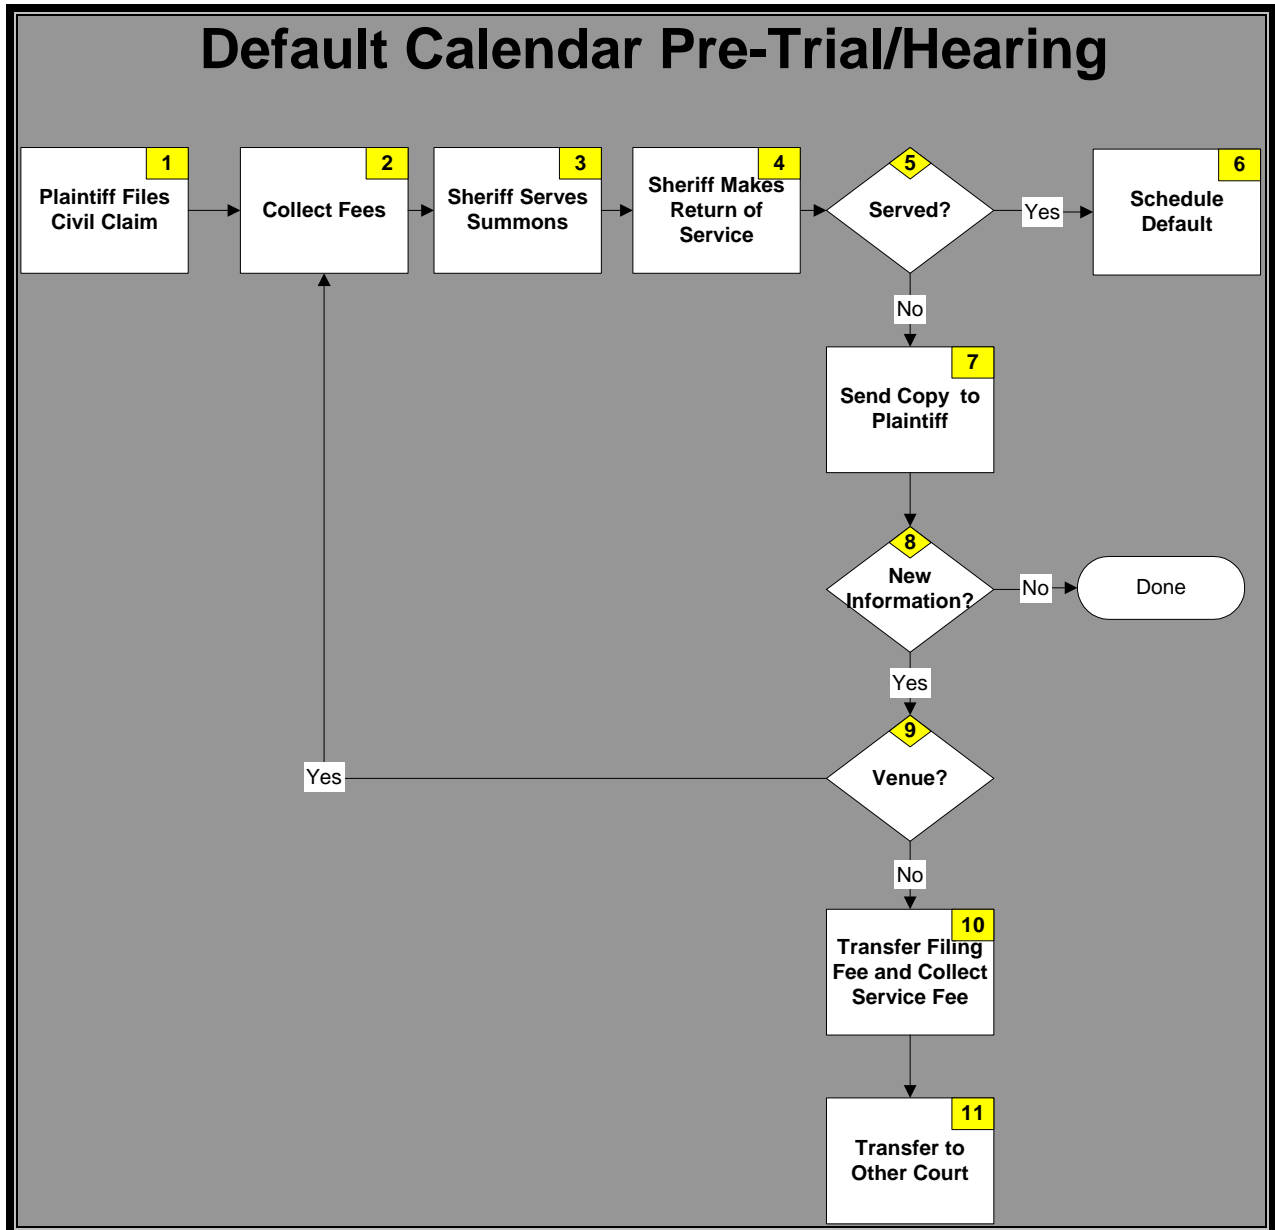 Default Calendar Pre-Trial/Hearing
1
Plaintiff Files
Civil Claim
2
Collect Fees
3
Sheriff Serves
Summons
4
Sheriff Makes
Return of
Service
5
Served?
Yes
6
Schedule
Default
No
7
Send Copy  to
Plaintiff
8
New
Information?
No
Done
Yes
9
Venue?
Yes
No
10
Transfer Filing
Fee and Collect
Service Fee
11
Transfer to
Other Court